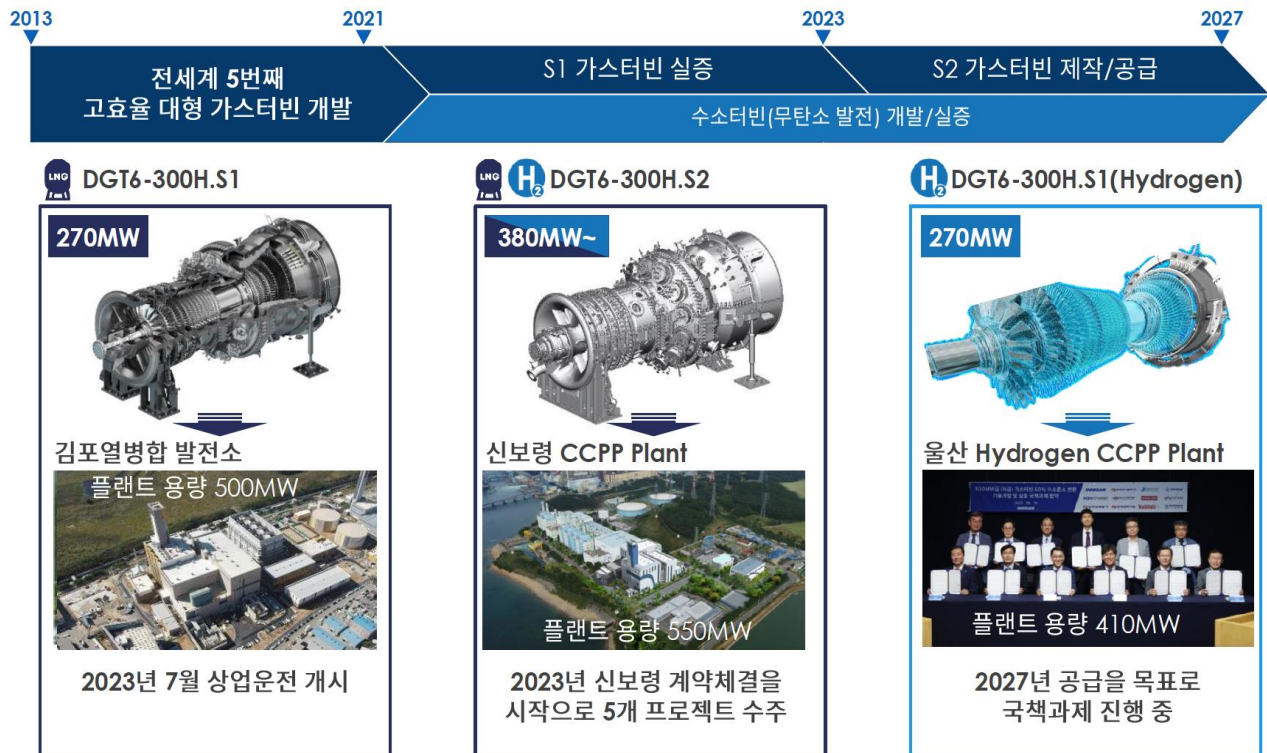 2013
2021
2023
2027
전세계 5번째
고효율 대형 가스터빈 개발
S1 가스터빈 실증
S2 가스터빈 제작/공급
수소터빈(무탄소 발전) 개발/실증
LNG
DGT6-300H.S1
270MW
김포열병합 발전소
플랜트 용량 500MW
2023년 7월 상업운전 개시
LNG
H2
DGT6-300H.S2
380MW~
신보령 CCPP Plant
플랜트 용량 550MW
2023년 신보령 계약체결을
시작으로 5개 프로젝트 수주
H2
DGT6-300H.S1(Hydrogen)
270MW
울산 Hydrogen CCPP Plant
플랜트 용량 410MW
2027년 공급을 목표로
국책과제 진행 중